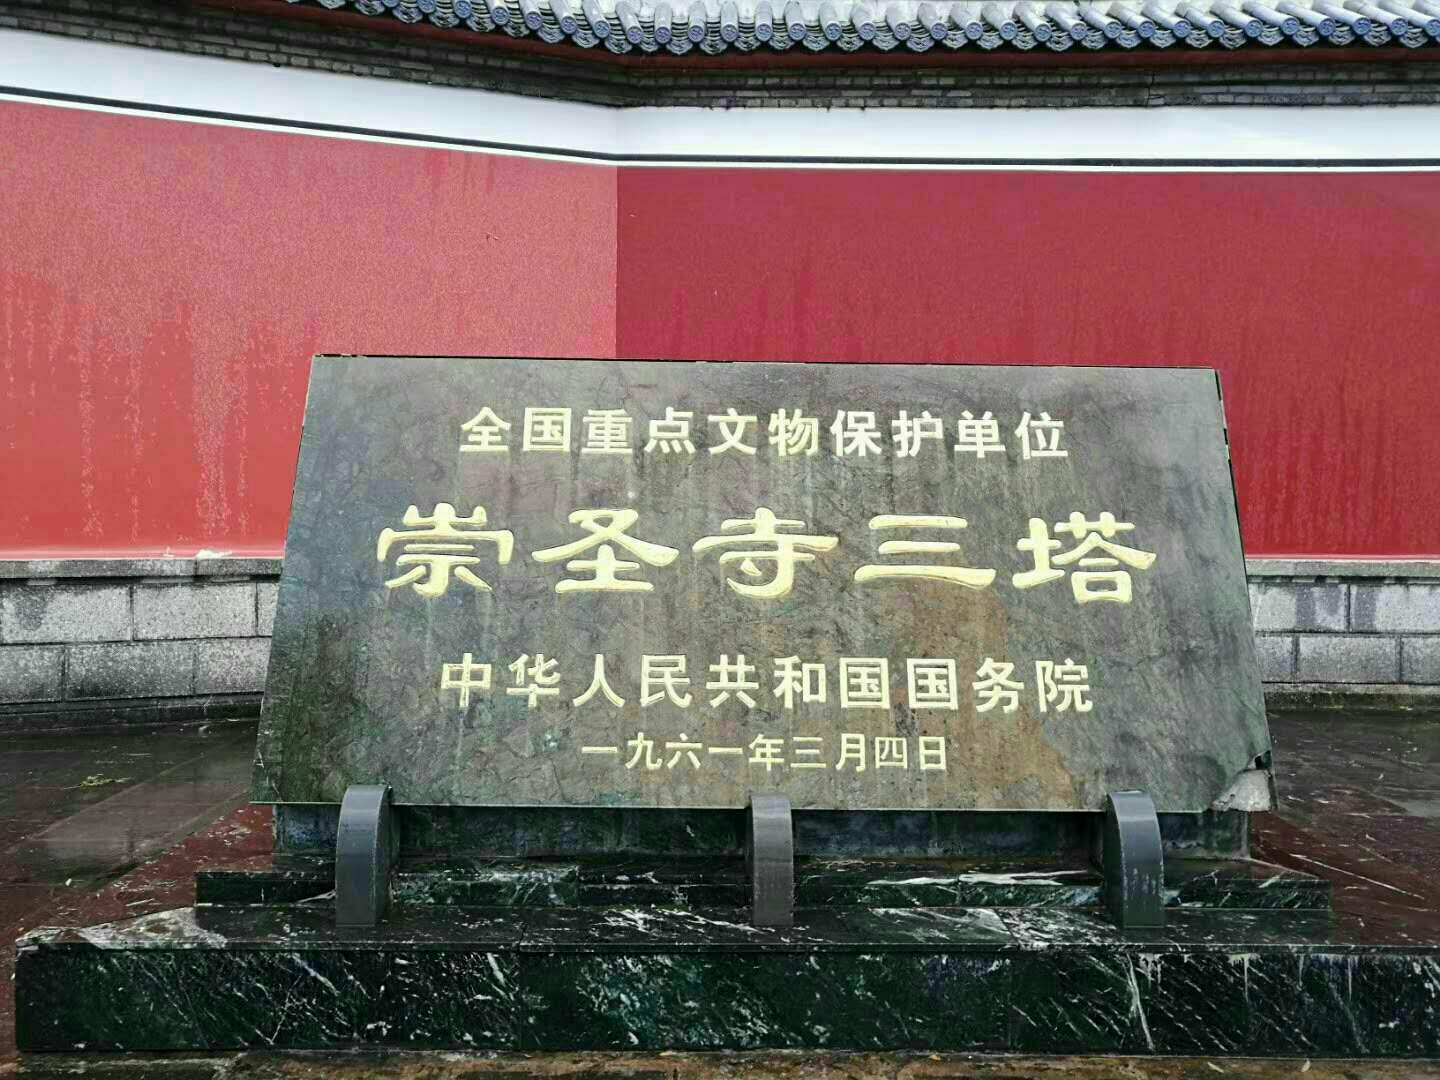 全国重点文物保护单位
崇圣寺三塔
中华人民共和国国务院
一九六一年三月四日